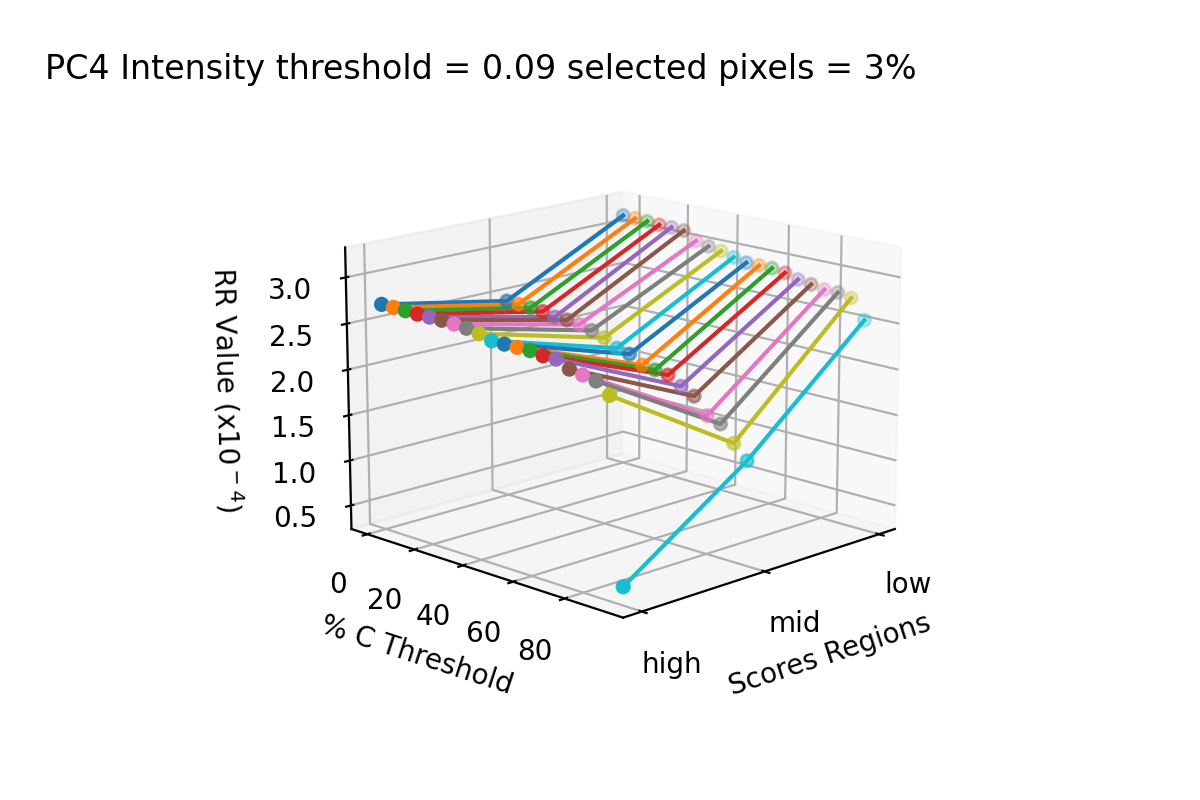 PC4 Intensity threshold = 0.09 selected pixels = 3%
RR Value (x10⁻⁴)
3.0
2.5
2.0
1.5
1.0
0.5
0
20
40
60
80
% C Threshold
high
mid
low
Scores Regions